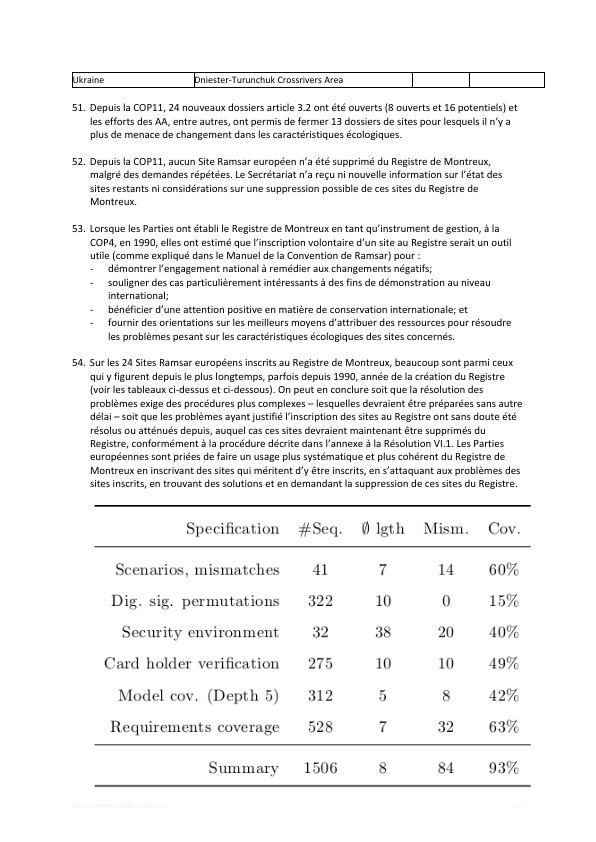 Ukraine Dniester-Turunchuk Crossrivers Area
51. Depuis la COP11, 24 nouveaux dossiers article 3.2 ont été ouverts (8 ouverts et 16 potentiels) et
les efforts des AA, entre autres, ont permis de fermer 13 dossiers de sites pour lesquels il n'y a
plus de menace de changement dans les caractéristiques écologiques.
52. Depuis la COP11, aucun Site Ramsar européen n'a été supprimé du Registre de Montreux,
malgré des demandes répétées. Le Secrétariat n'a reçu ni nouvelle information sur l'état des
sites restants ni considérations sur une suppression possible de ces sites du Registre de
Montreux.
53. Lorsque les Parties ont établi le Registre de Montreux en tant qu'instrument de gestion, à la
COP4, en 1990, elles ont estimé que l'inscription volontaire d'un site au Registre serait un outil
utile (comme expliqué dans le Manuel de la Convention de Ramsar) pour :
- démontrer l'engagement national à remédier aux changements négatifs;
- souligner des cas particulièrement intéressants à des fins de démonstration au niveau
international;
- bénéficier d'une attention positive en matière de conservation internationale; et
- fournir des orientations sur les meilleurs moyens d'attribuer des ressources pour résoudre
les problèmes pesant sur les caractéristiques écologiques des sites concernés.
54. Sur les 24 Sites Ramsar européens inscrits au Registre de Montreux, beaucoup sont parmi ceux
qui y figurent depuis le plus longtemps, parfois depuis 1990, année de la création du Registre
(voir les tableaux ci-dessus et ci-dessous). On peut en conclure soit que la résolution des
problèmes exige des procédures plus complexes – lesquelles devraient être préparées sans autre
délai – soit que les problèmes ayant justifié l'inscription des sites au Registre ont sans doute été
résolus ou atténués depuis, auquel cas ces sites devraient maintenant être supprimés du
Registre, conformément à la procédure décrite dans l'annexe à la Résolution VI.1. Les Parties
européennes sont priées de faire un usage plus systématique et plus cohérent du Registre de
Montreux en inscrivant des sites qui méritent d'y être inscrits, en s'attaquant aux problèmes des
sites inscrits, en trouvant des solutions et en demandant la suppression de ces sites du Registre.
Specification #Seq. ∅ lgth Mism. Cov.
Scenarios, mismatches 41 7 14 60%
Dig. sig. permutations 322 10 0 15%
Security environment 32 38 20 40%
Card holder verification 275 10 10 49%
Model cov. (Depth 5) 312 5 8 42%
Requirements coverage 528 7 32 63%
Summary 1506 8 84 93%